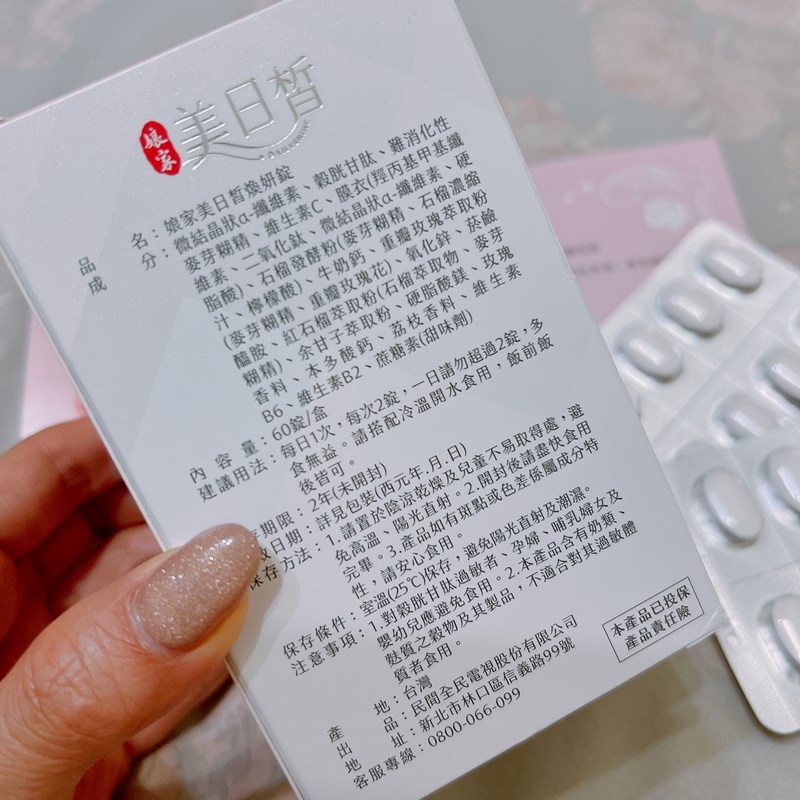 娘家 美日皙
品名：娘家美日皙煥妍錠
成分：微結晶狀α-纖維素、穀胱甘肽、難消化性
麥芽糊精、維生素C、膜衣(羥丙基甲基纖
維素、二氧化鈦、微結晶狀α-纖維素、硬
脂酸)、石榴發酵粉(麥芽糊精、石榴濃縮
汁、檸檬酸)、牛奶鈣、重瓣玫瑰萃取粉
(麥芽糊精、重瓣玫瑰花)、氧化鋅、菸鹼
醯胺、紅石榴萃取粉(石榴萃取物、麥芽
糊精)、余甘子萃取粉、硬脂酸鎂、玫瑰
香料、本多酸鈣、荔枝香料、維生素
B6、維生素B2、蔗糖素(甜味劑)
內容量：60錠/盒
建議用法：每日1次，每次2錠，一日請勿超過2錠，多
食無益。請搭配冷溫開水食用，飯前飯
後皆可。
存期限：2年(未開封)
效日期：詳見包裝(西元年.月.日)
保存方法：1.請置於陰涼乾燥及兒童不易取得處，避
免高溫、陽光直射。2.開封後請盡快食用
完畢。3.產品如有斑點或色差係屬成分特
性，請安心食用。
保存條件：室溫(25℃)保存，避免陽光直射及潮濕。
注意事項：1.對穀胱甘肽過敏者、孕婦、哺乳婦女及
嬰幼兒應避免食用。2.本產品含有奶類、
麩質之穀物及其製品，不適合對其過敏體
質者食用。
產地：台灣
出品：民間全民電視股份有限公司
地址：新北市林口區信義路99號
客服專線：0800-066-099
本產品已投保
產品責任險